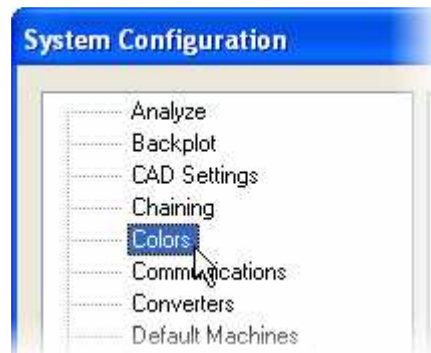 System Configuration
Analyze
Backplot
CAD Settings
Chaining
Colors
Communications
Converters
Default Machines